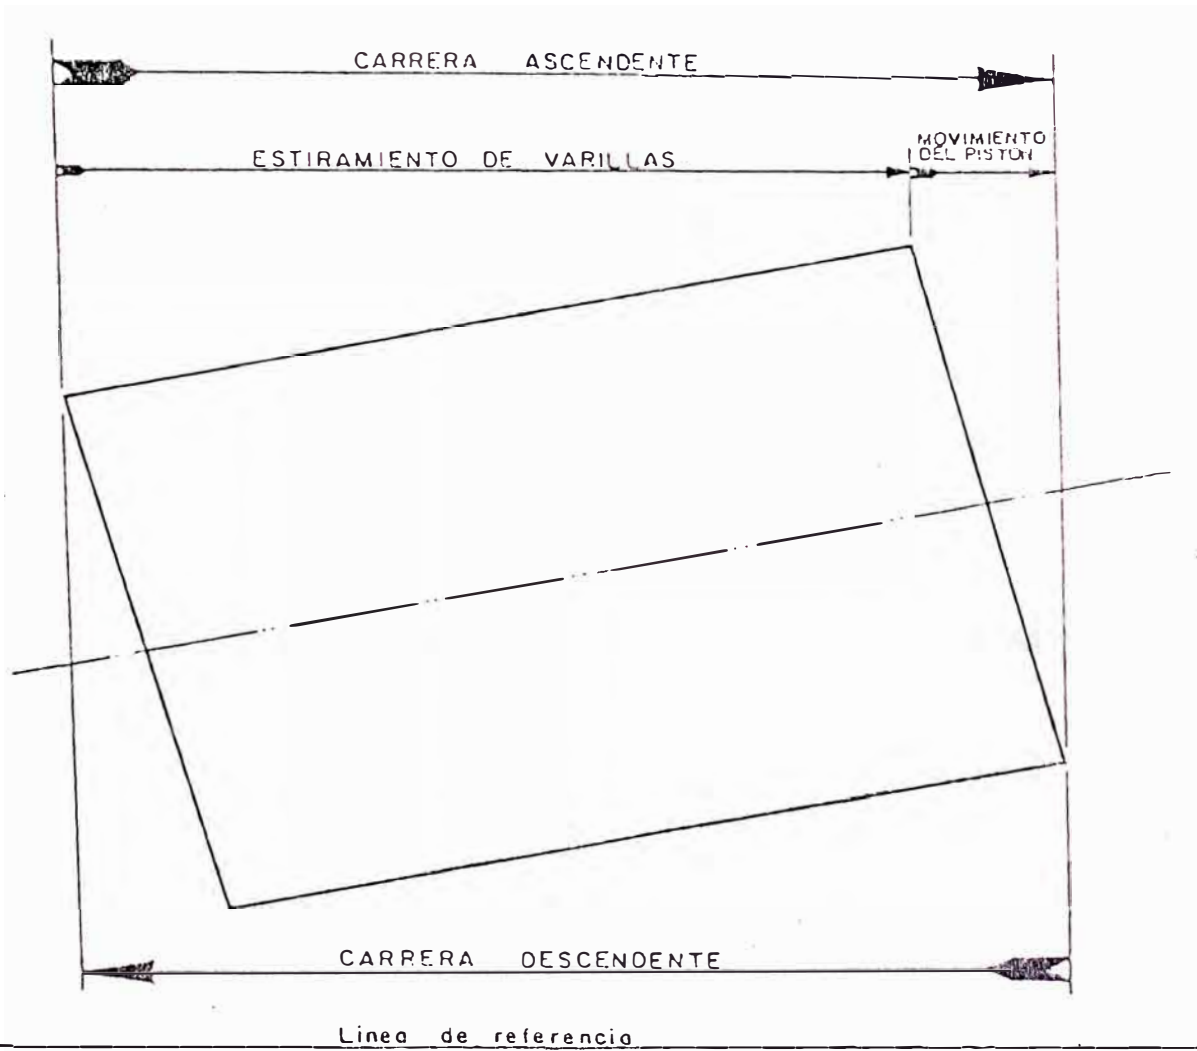 CARRERA ASCENDENTE
ESTIRAMIENTO DE VARILLAS
MOVIMIENTO
DEL PISTON
CARRERA DESCENDENTE
Linea de referencia